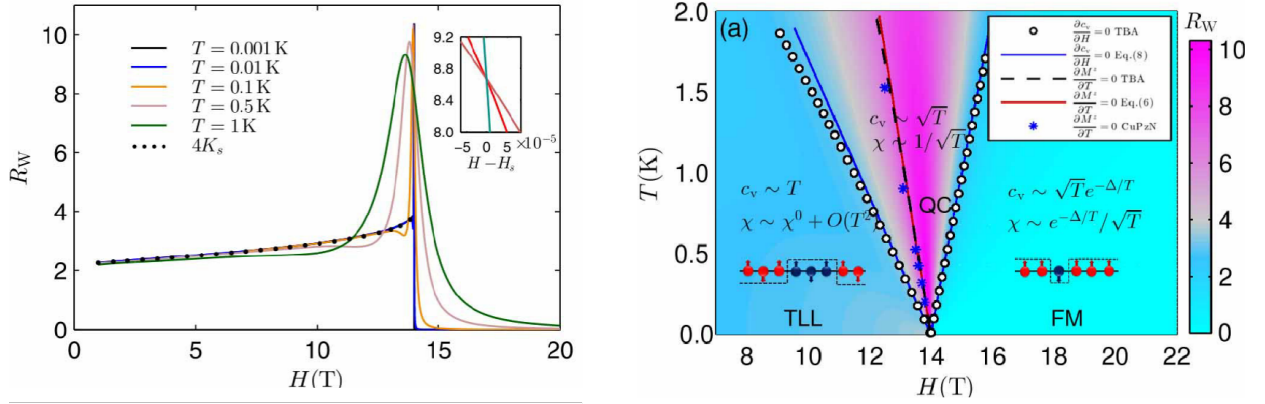 10
8
6
4
2
0
R_W
T = 0.001 K
T = 0.01 K
T = 0.1 K
T = 0.5 K
T = 1 K
4K_s
9.2
8.8
8.4
8.0
−5 0 5 ×10^{-5}
H − H_s
0 5 10 15 20
H(T)
(a)
2.0
1.5
1.0
0.5
0.0
T(K)
∂c_v/∂H = 0 TBA
∂c_v/∂H = 0 Eq.(8)
∂M^z/∂T = 0 TBA
∂M^z/∂T = 0 Eq.(6)
∂M^z/∂T = 0 CuPzN
c_v ∼ √T
χ ∼ 1/√T
QC
c_v ∼ T
χ ∼ χ^0 + O(T^2)
c_v ∼ √T e^{−Δ/T}
χ ∼ e^{−Δ/T}/√T
TLL
FM
8 10 12 14 16 18 20 22
H(T)
R_W
10
8
6
4
2
0